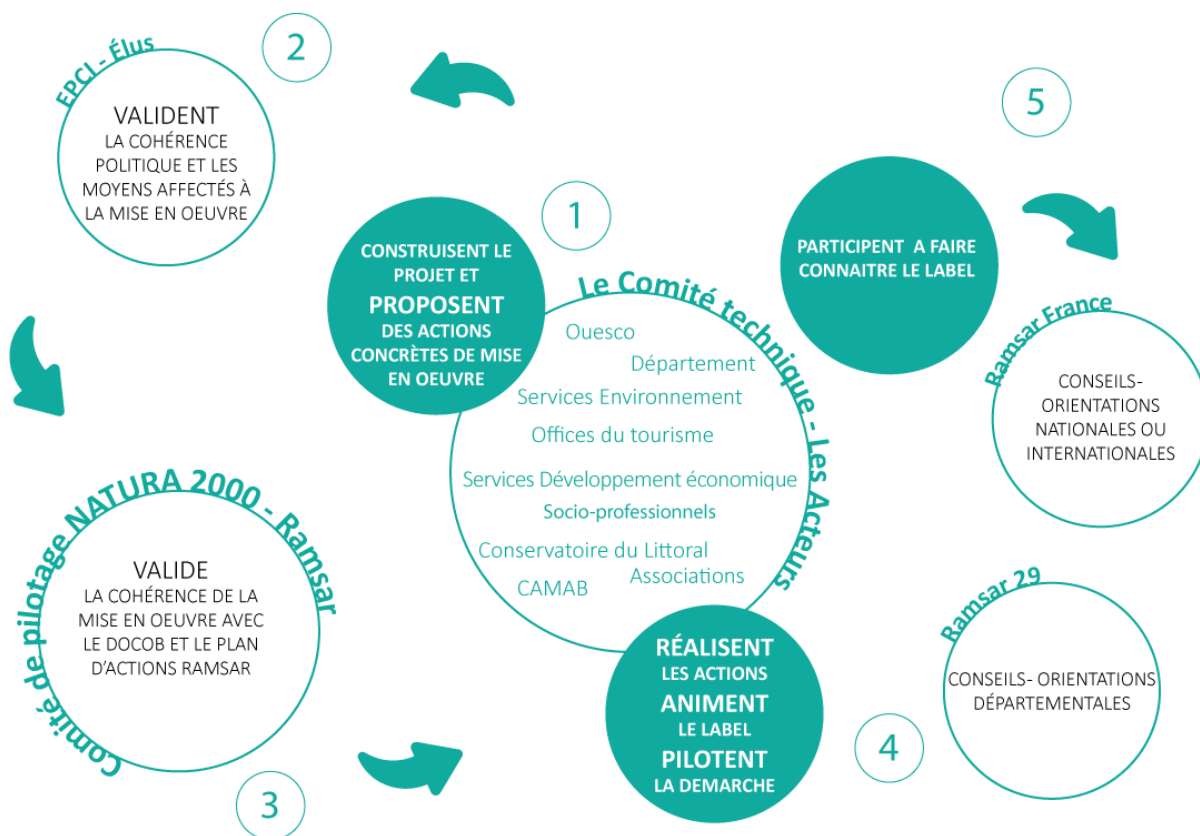 1
CONSTRUISENT LE
PROJET ET
PROPOSENT
DES ACTIONS
CONCRÈTES DE MISE
EN OEUVRE
Le Comité technique - Les Acteurs
Ouesco
Département
Services Environnement
Offices du tourisme
Services Développement économique
Socio-professionnels
Conservatoire du Littoral
Associations
CAMAB
2
EPCI - Élus
VALIDENT
LA COHÉRENCE
POLITIQUE ET LES
MOYENS AFFECTÉS À
LA MISE EN OEUVRE
3
Comité de pilotage NATURA 2000 - Ramsar
VALIDE
LA COHÉRENCE DE LA
MISE EN OEUVRE AVEC
LE DOCOB ET LE PLAN
D’ACTIONS RAMSAR
4
RÉALISENT
LES ACTIONS
ANIMENT
LE LABEL
PILOTENT
LA DEMARCHE
5
PARTICIPENT A FAIRE
CONNAITRE LE LABEL
Ramsar France
CONSEILS-
ORIENTATIONS
NATIONALES OU
INTERNATIONALES
Ramsar 29
CONSEILS- ORIENTATIONS
DÉPARTEMENTALES